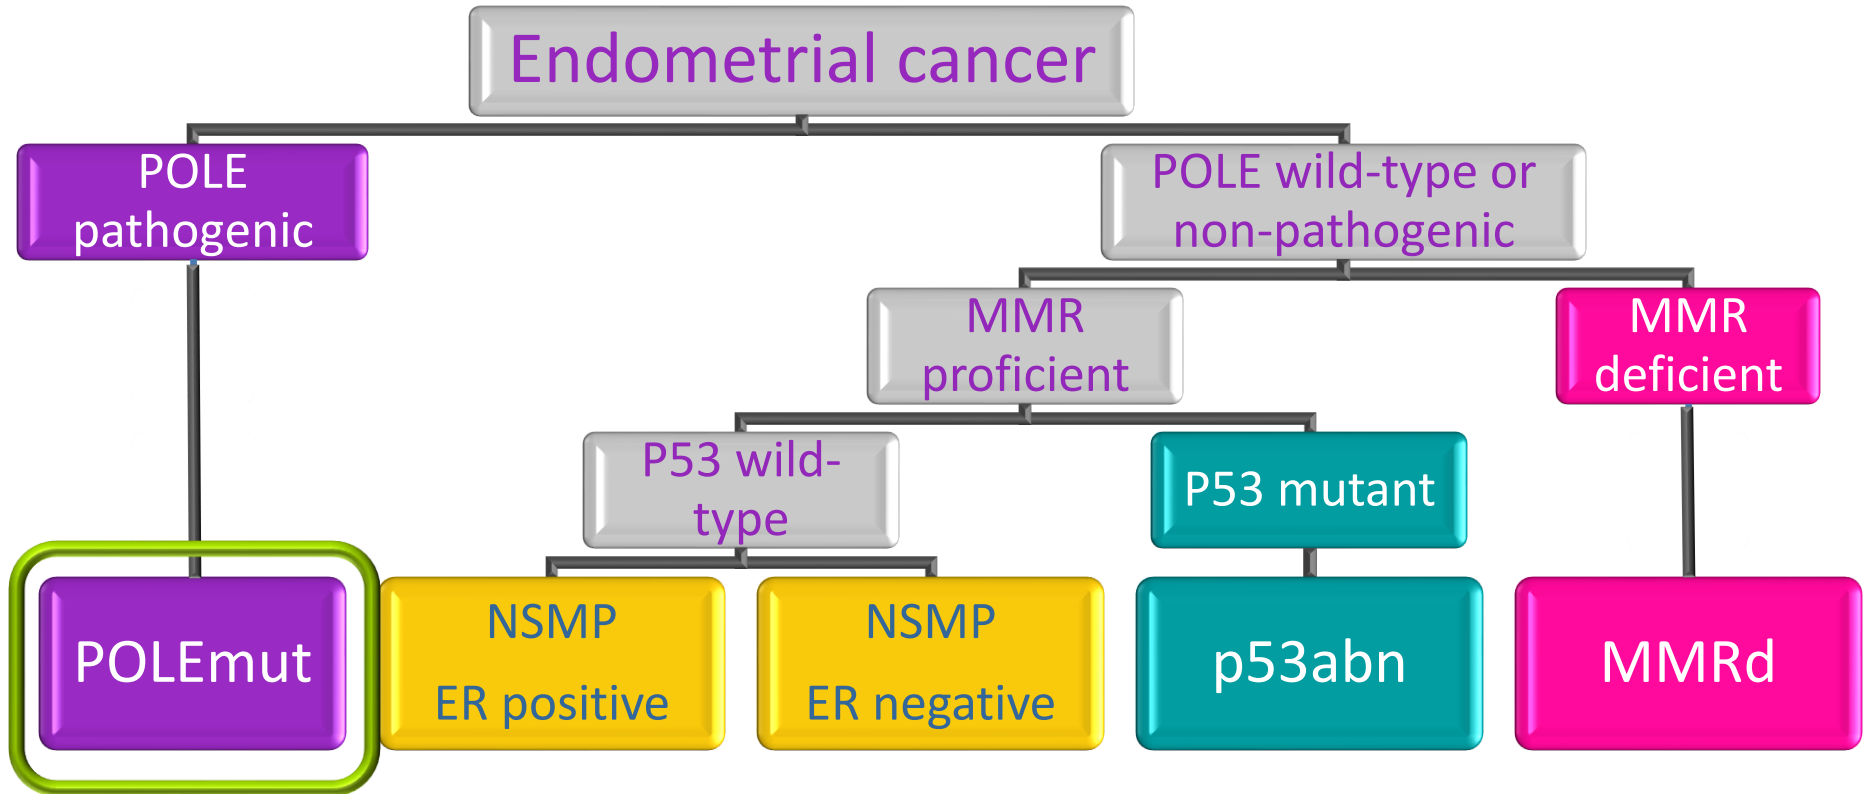 Endometrial cancer
POLE
pathogenic
POLE wild-type or
non-pathogenic
MMR
proficient
MMR
deficient
P53 wild-
type
P53 mutant
POLEmut
NSMP
ER positive
NSMP
ER negative
p53abn
MMRd